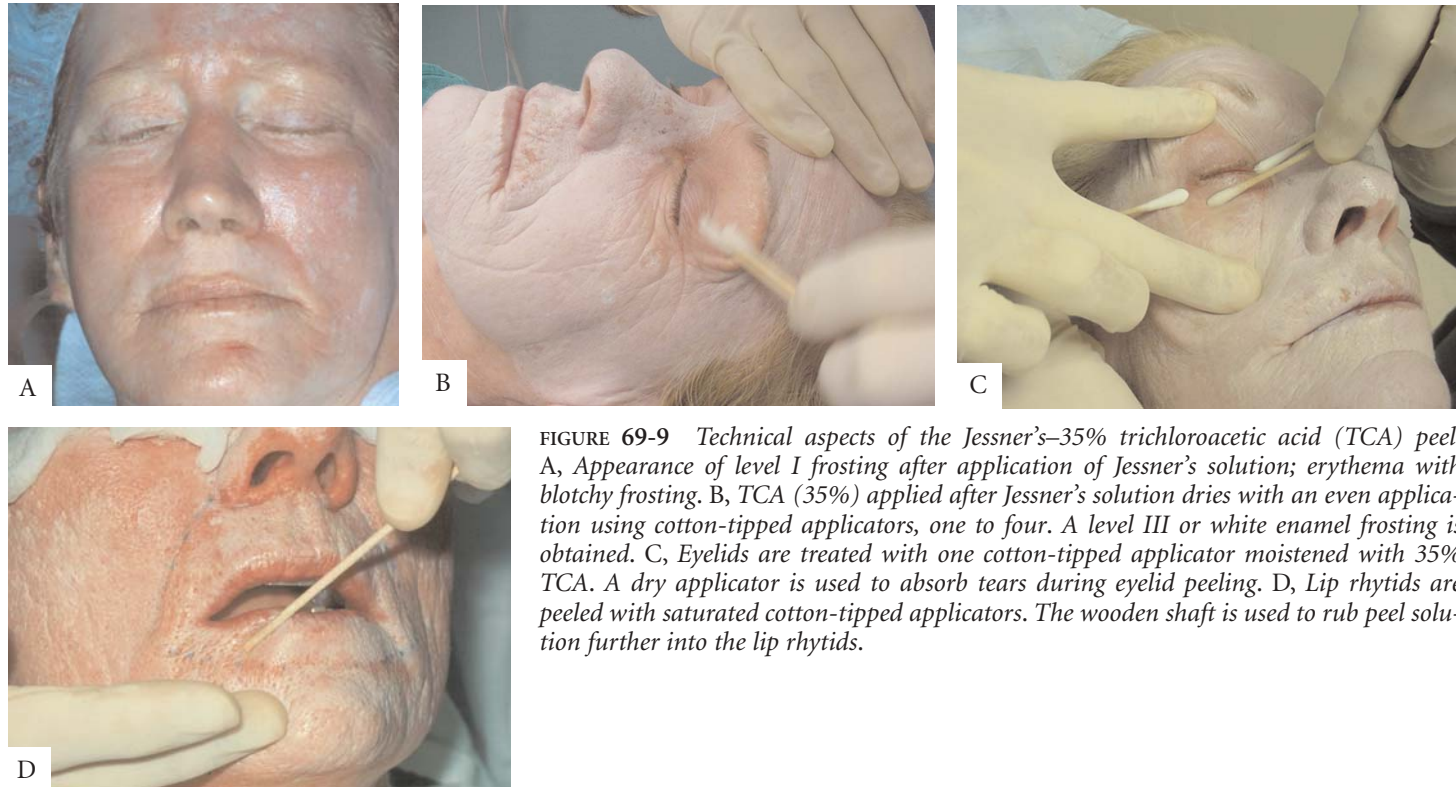 A
B
C
D
FIGURE 69-9 Technical aspects of the Jessner's–35% trichloroacetic acid (TCA) peel
A, Appearance of level I frosting after application of Jessner's solution; erythema with
blotchy frosting. B, TCA (35%) applied after Jessner's solution dries with an even applica-
tion using cotton-tipped applicators, one to four. A level III or white enamel frosting is
obtained. C, Eyelids are treated with one cotton-tipped applicator moistened with 35%
TCA. A dry applicator is used to absorb tears during eyelid peeling. D, Lip rhytids are
peeled with saturated cotton-tipped applicators. The wooden shaft is used to rub peel solu-
tion further into the lip rhytids.